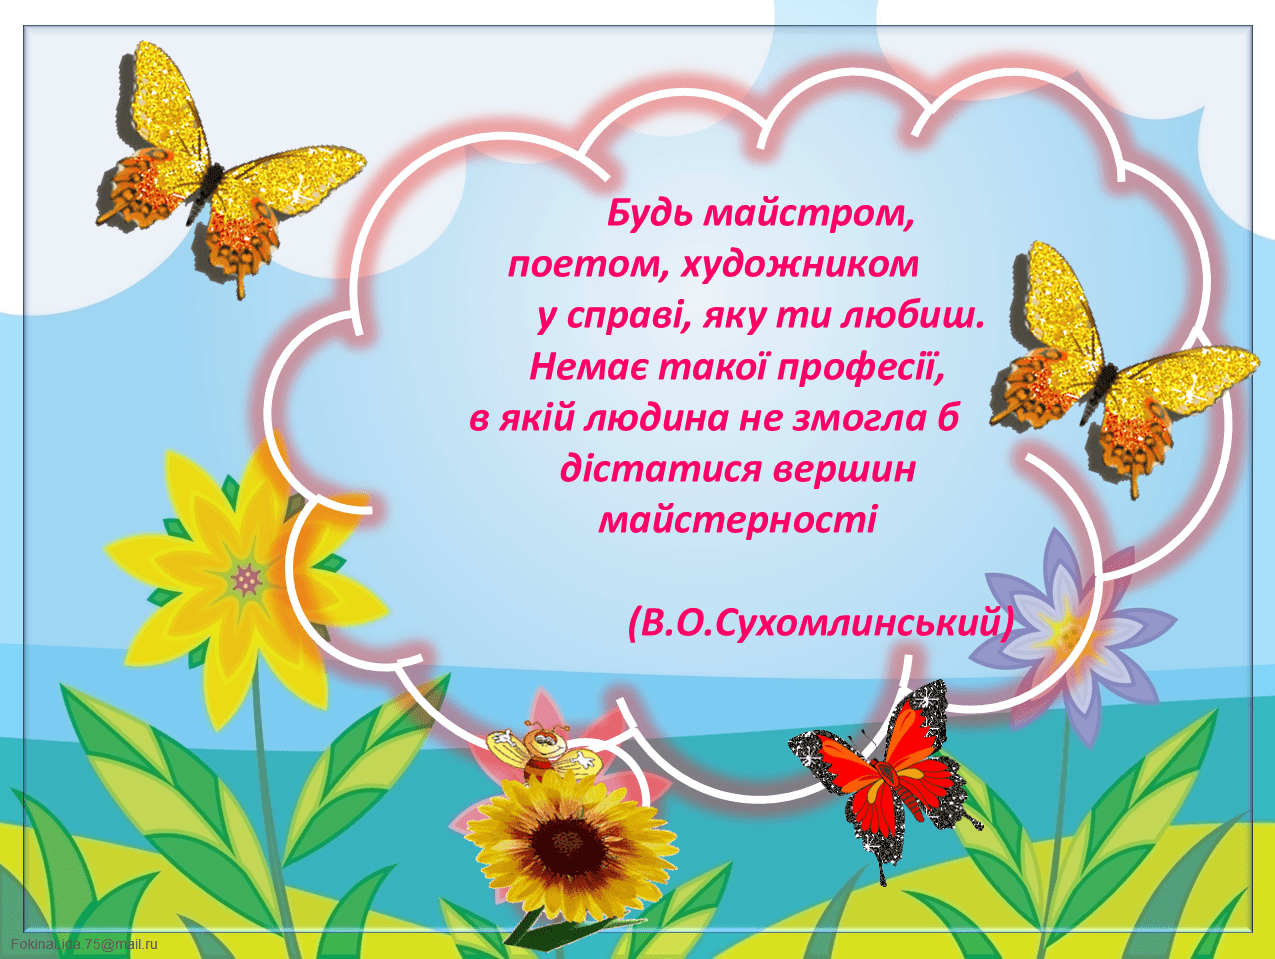 Будь майстром,
поетом, художником
у справі, яку ти любиш.
Немає такої професії,
в якій людина не змогла б
дістатися вершин
майстерності
(В.О.Сухомлинський)
FokinaLida.75@mail.ru